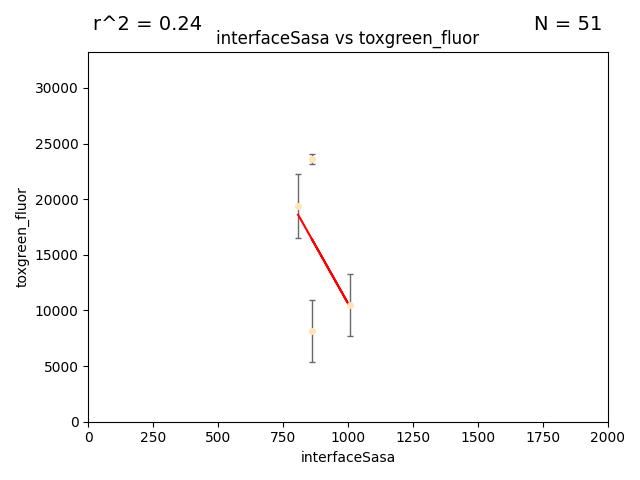 r^2 = 0.24
N = 51
interfaceSasa vs toxgreen_fluor
30000
25000
20000
15000
10000
5000
0
toxgreen_fluor
0 250 500 750 1000 1250 1500 1750 2000
interfaceSasa